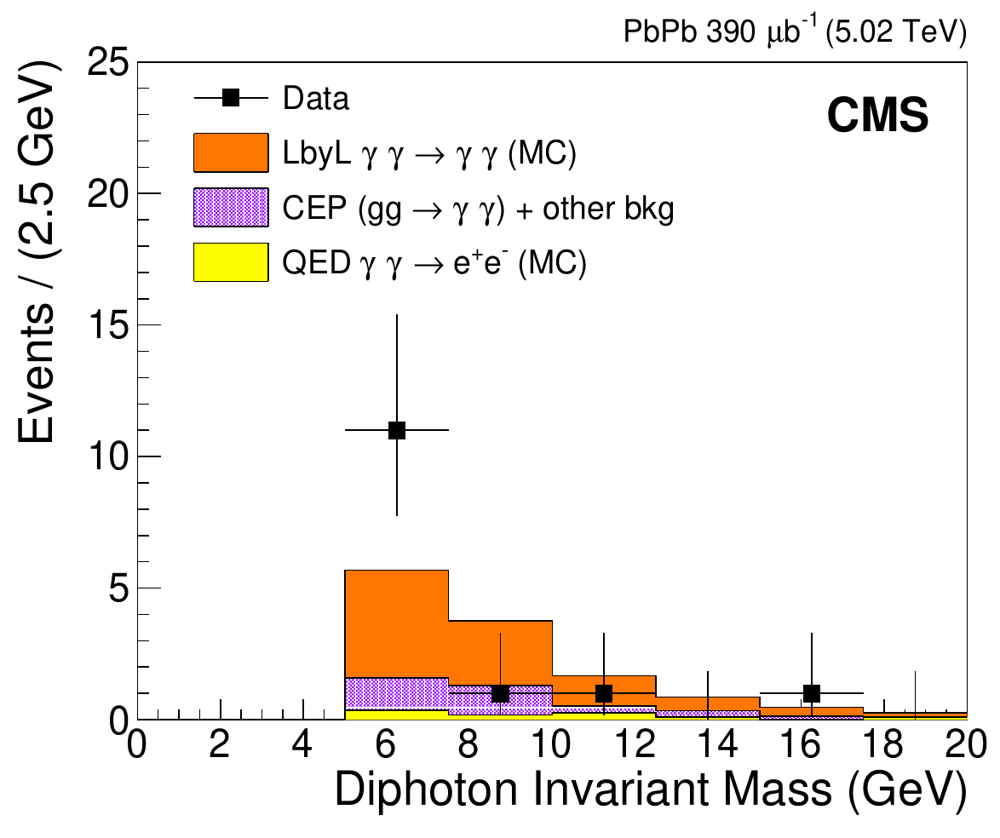 PbPb 390 μb⁻¹ (5.02 TeV)
CMS
Data
LbyL γ γ → γ γ (MC)
CEP (gg → γ γ) + other bkg
QED γ γ → e⁺e⁻ (MC)
Events / (2.5 GeV)
25
20
15
10
5
0
0 2 4 6 8 10 12 14 16 18 20
Diphoton Invariant Mass (GeV)